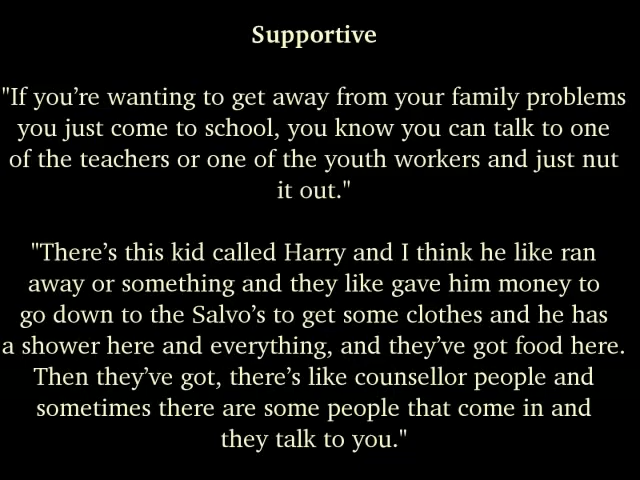 Supportive
"If you’re wanting to get away from your family problems
you just come to school, you know you can talk to one
of the teachers or one of the youth workers and just nut
it out."
"There’s this kid called Harry and I think he like ran
away or something and they like gave him money to
go down to the Salvo’s to get some clothes and he has
a shower here and everything, and they’ve got food here.
Then they’ve got, there’s like counsellor people and
sometimes there are some people that come in and
they talk to you."